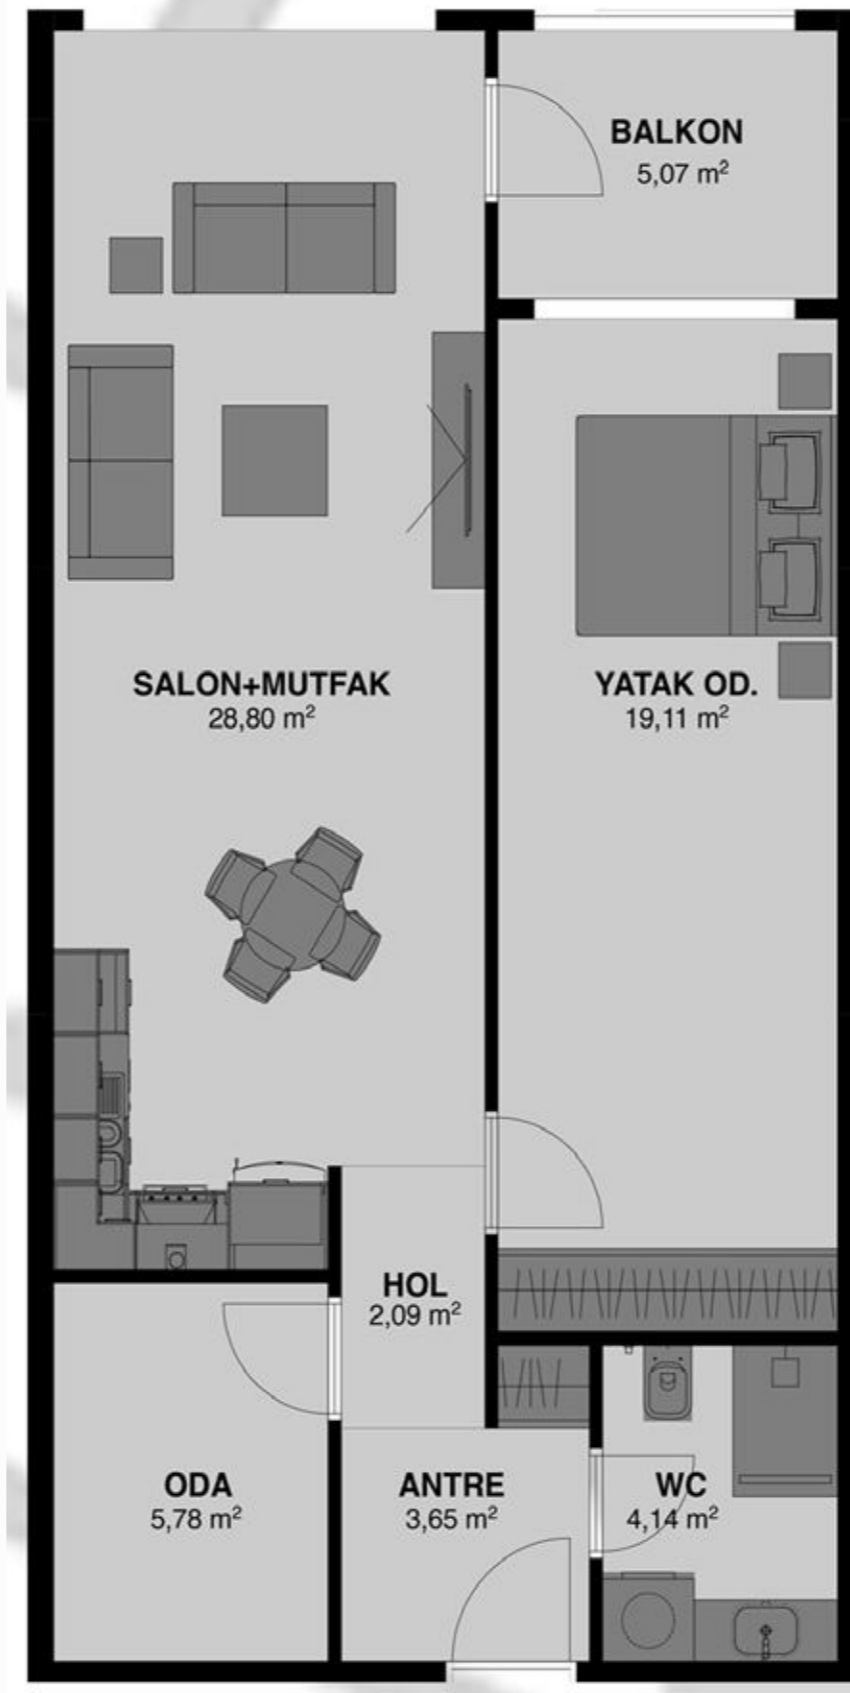 BALKON
5,07 m²
SALON+MUTFAK
28,80 m²
YATAK OD.
19,11 m²
HOL
2,09 m²
ODA
5,78 m²
ANTRE
3,65 m²
WC
4,14 m²